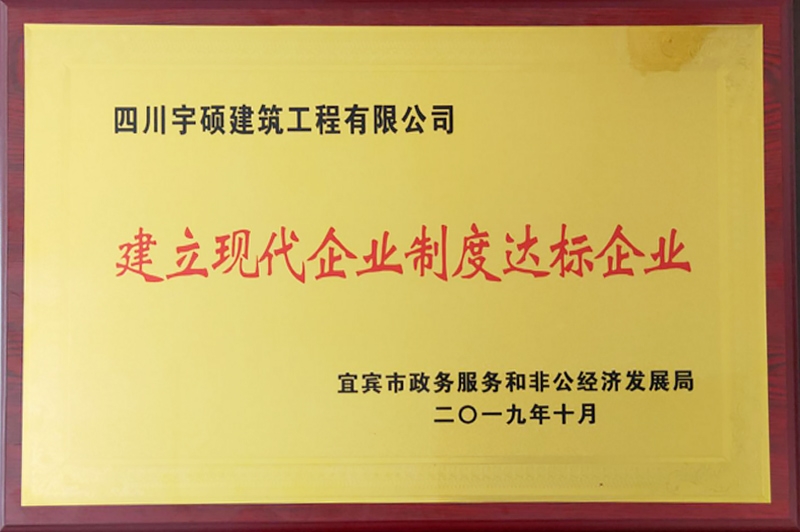 四川宇硕建筑工程有限公司
建立现代企业制度达标企业
宜宾市政务服务和非公经济发展局
二〇一九年十月